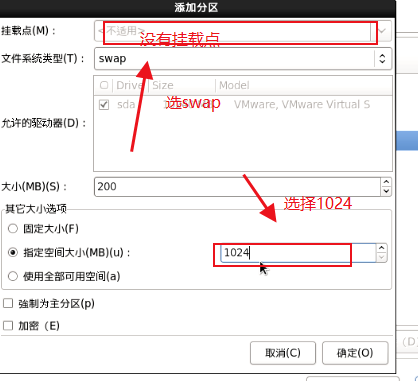 添加分区
挂载点(M)： <不适用>
没有挂载点
文件系统类型(T)： swap
Drive Size Model
允许的驱动器(D)： sda VMware, VMware Virtual S
选swap
大小(MB)(S)： 200
选择1024
其它大小选项
固定大小(F)
指定空间大小(MB)(u)： 1024
使用全部可用空间(a)
強制为主分区(p)
加密（E)
取消(C) 确定(O)
(D